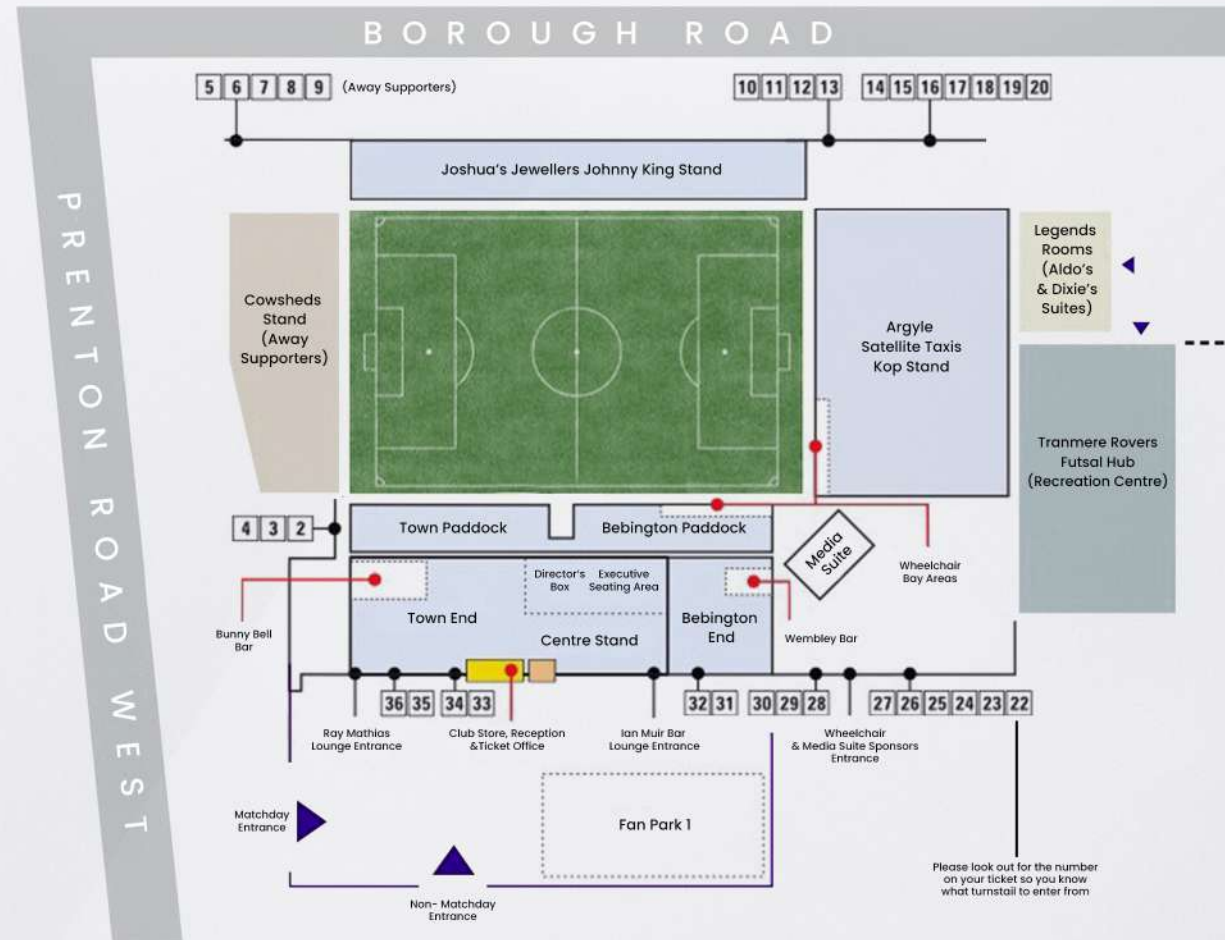 BOROUGH ROAD
5 6 7 8 9 (Away Supporters)
10 11 12 13
14 15 16 17 18 19 20
Joshua's Jewellers Johnny King Stand
PRENTON ROAD WEST
Cowsheds
Stand
(Away
Supporters)
Argyle
Satellite Taxis
Kop Stand
Legends
Rooms
(Aldo's
& Dixie's
Suites)
Tranmere Rovers
Futsal Hub
(Recreation Centre)
4 3 2
Town Paddock
Bebington Paddock
Media
Suite
Wheelchair
Bay Areas
Bunny Bell
Bar
Town End
Director's
Box
Executive
Seating Area
Centre Stand
Bebington
End
Wembley Bar
36 35
34 33
32 31
30 29 28
27 26 25 24 23 22
Ray Mathias
Lounge Entrance
Club Store, Reception
&Ticket Office
Ian Muir Bar
Lounge Entrance
Wheelchair
& Media Suite Sponsors
Entrance
Matchday
Entrance
Fan Park 1
Non- Matchday
Entrance
Please look out for the number
on your ticket so you know
what turnstail to enter from